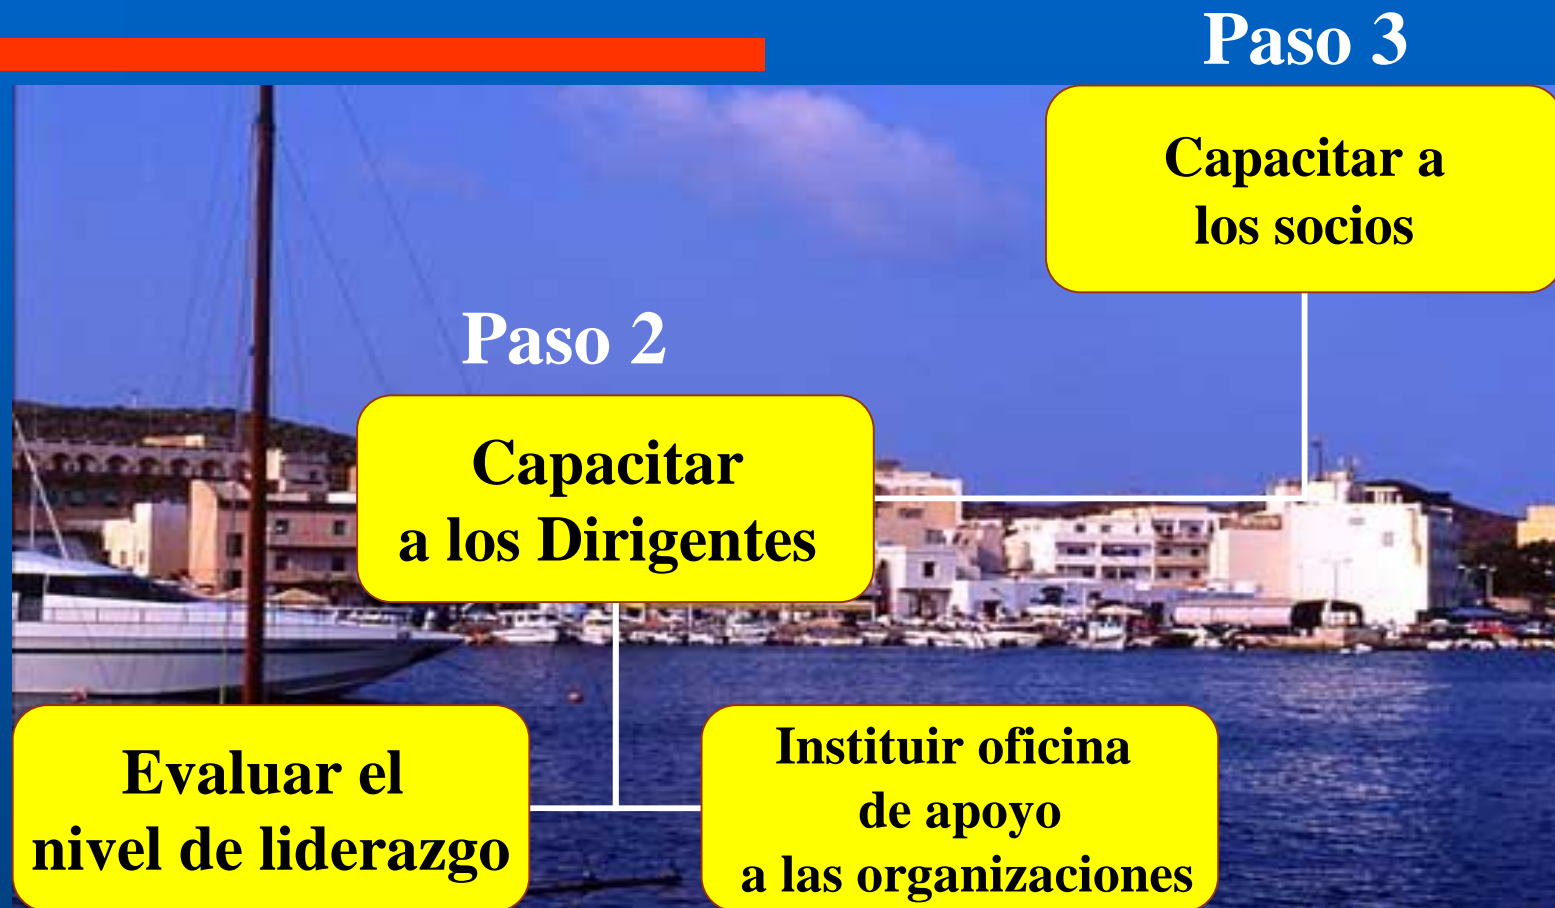 Paso 3
Capacitar a
los socios
Paso 2
Capacitar
a los Dirigentes
Evaluar el
nivel de liderazgo
Instituir oficina
de apoyo
a las organizaciones